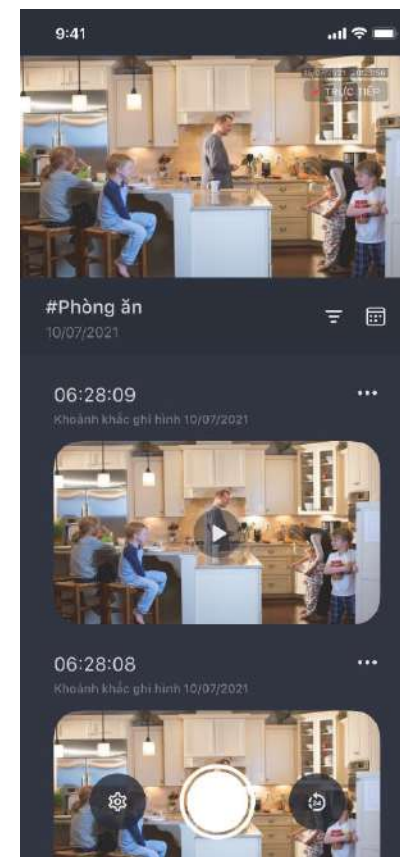 9:41
TRỰC TIẾP
#Phòng ăn
10/07/2021
06:28:09
Khoảnh khắc ghi hình 10/07/2021
06:28:08
Khoảnh khắc ghi hình 10/07/2021
24